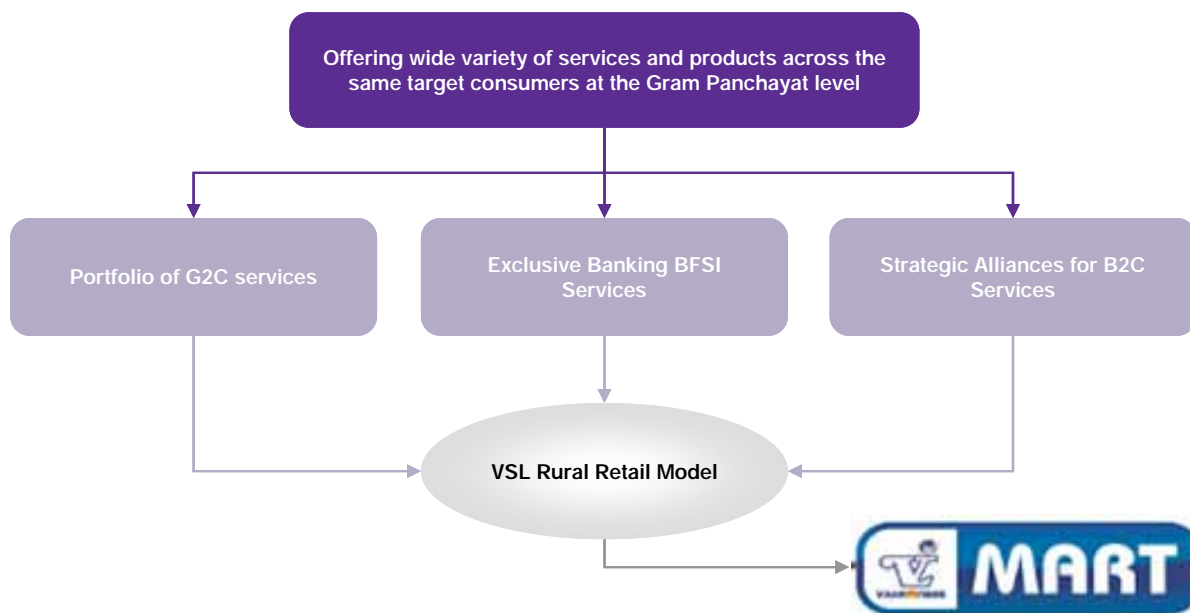 Offering wide variety of services and products across the
same target consumers at the Gram Panchayat level
Portfolio of G2C services
Exclusive Banking BFSI
Services
Strategic Alliances for B2C
Services
VSL Rural Retail Model
MART